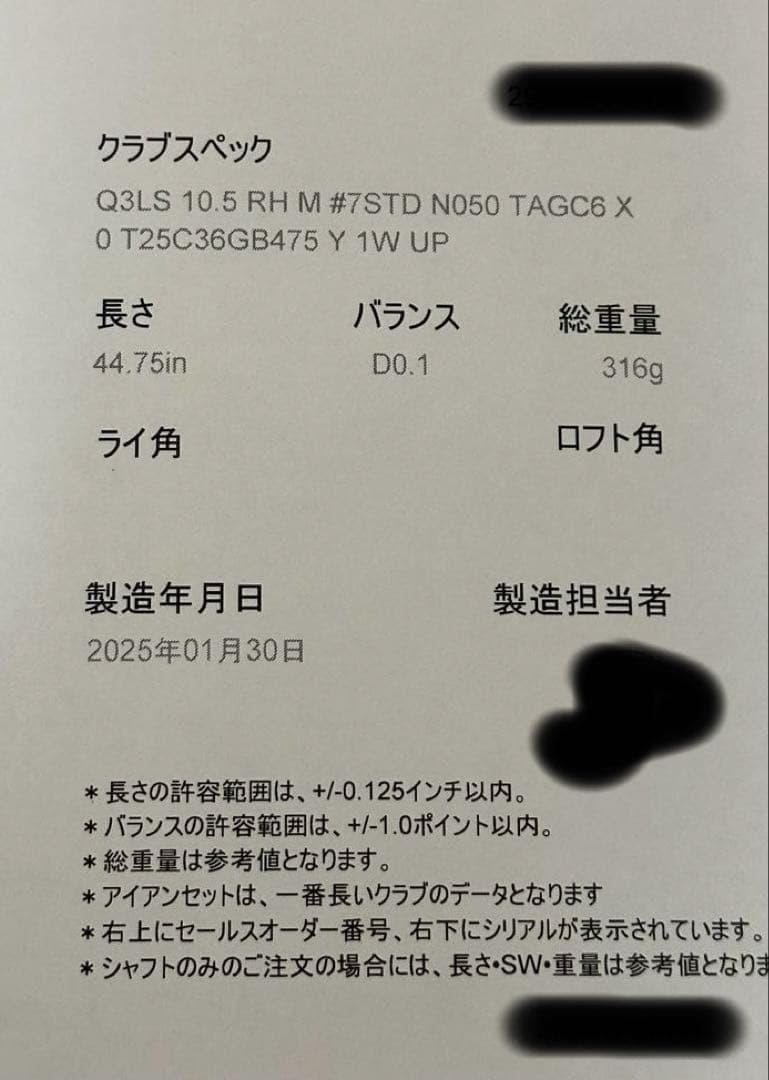 クラブスペック
Q3LS 10.5 RH M #7STD N050 TAGC6 X
0 T25C36GB475 Y 1W UP
長さ バランス 総重量
44.75in D0.1 316g
ライ角 ロフト角
製造年月日 製造担当者
2025年01月30日
＊長さの許容範囲は、+/-0.125インチ以内。
＊バランスの許容範囲は、+/-1.0ポイント以内。
＊総重量は参考値となります。
＊アイアンセットは、一番長いクラブのデータとなります
＊右上にセールスオーダー番号、右下にシリアルが表示されています。
＊シャフトのみのご注文の場合には、長さ・SW・重量は参考値となりま